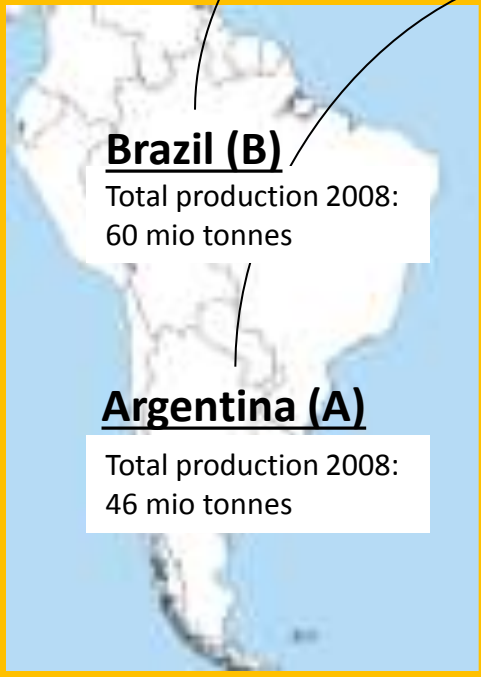 Brazil (B)
Total production 2008:
60 mio tonnes
Argentina (A)
Total production 2008:
46 mio tonnes